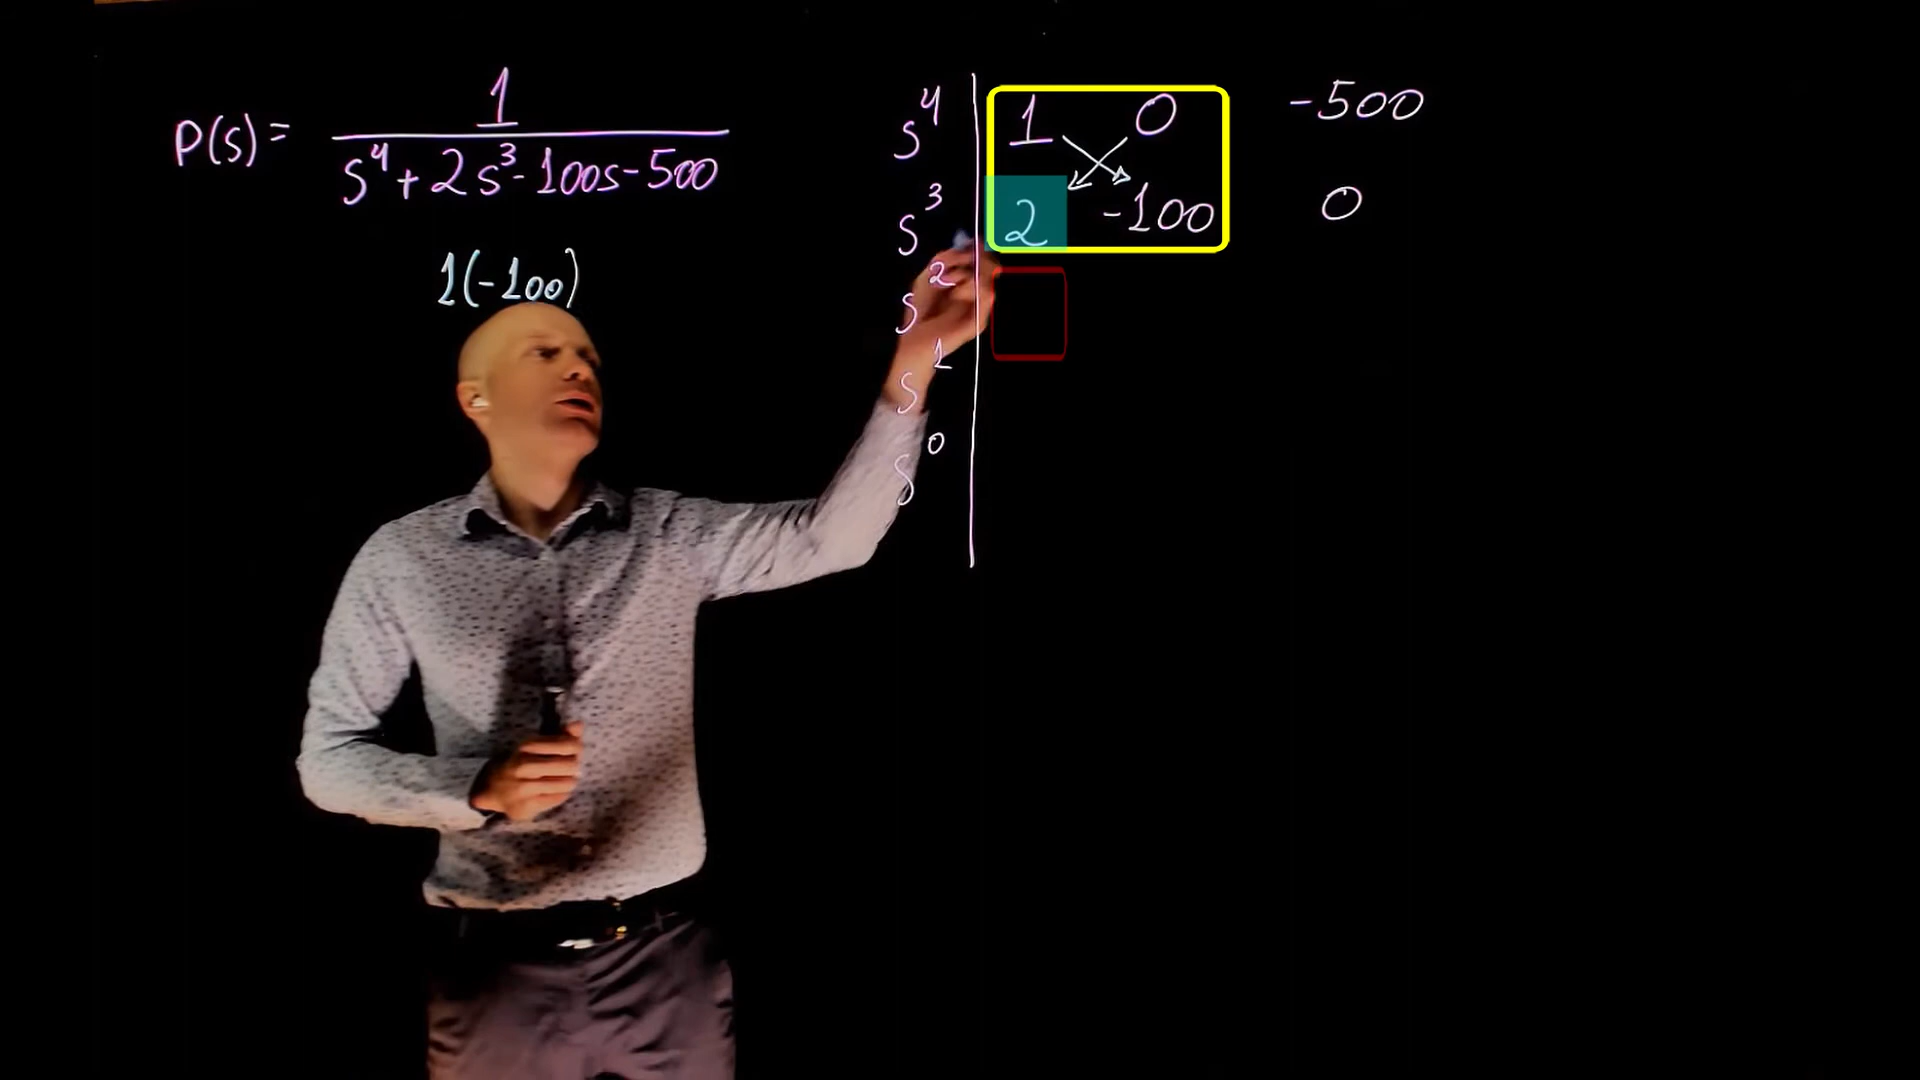 P(s) = 1 / (s⁴ + 2s³ - 100s - 500)
1(-100)
s⁴ | 1 0 -500
s³ | 2 -100 0
s² |
s¹ |
s⁰ |